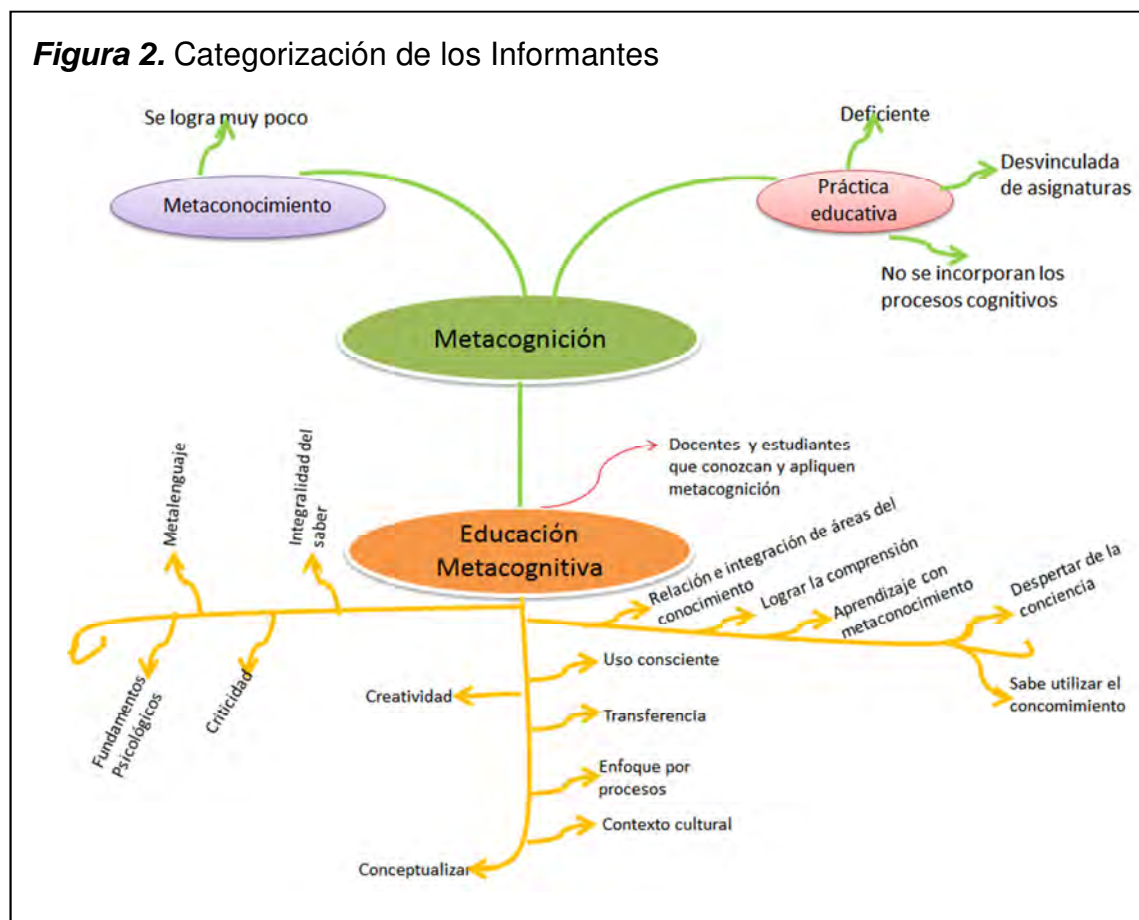 Figura 2. Categorización de los Informantes
Se logra muy poco
Metaconocimiento
Deficiente
Práctica
educativa
Desvinculada
de asignaturas
No se incorporan los
procesos cognitivos
Metacognición
Docentes y estudiantes
que conozcan y apliquen
metacognición
Educación
Metacognitiva
Metalenguaje
Integralidad del
saber
Fundamentos
Psicológicos
Criticidad
Relación e integración de áreas del
conocimiento
Lograr la comprensión
Aprendizaje con
metaconocimiento
Despertar de la
conciencia
Sabe utilizar el
concomimiento
Uso consciente
Creatividad
Transferencia
Enfoque por
procesos
Contexto cultural
Conceptualizar